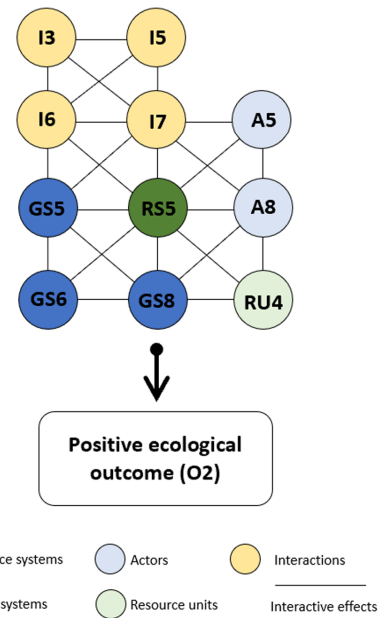 I3 I5
I6 I7 A5
GS5 RS5 A8
GS6 GS8 RU4
Positive ecological
outcome (O2)
ce systems Actors Interactions
systems Resource units Interactive effects